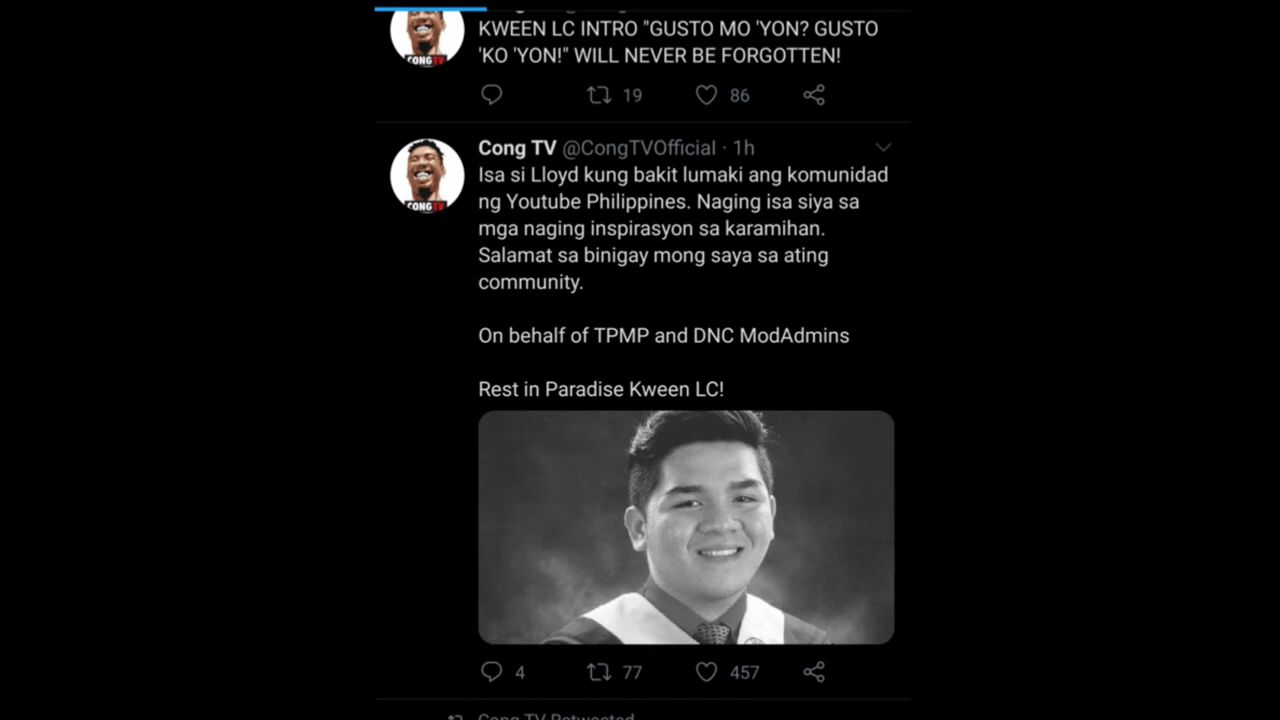 KWEEN LC INTRO "GUSTO MO 'YON? GUSTO
'KO 'YON!" WILL NEVER BE FORGOTTEN!
CONGTV
19
86
Cong TV @CongTVOfficial · 1h
Isa si Lloyd kung bakit lumaki ang komunidad
ng Youtube Philippines. Naging isa siya sa
mga naging inspirasyon sa karamihan.
Salamat sa binigay mong saya sa ating
community.
CONGTV
On behalf of TPMP and DNC ModAdmins
Rest in Paradise Kween LC!
4
77
457
Cong TV Retweeted